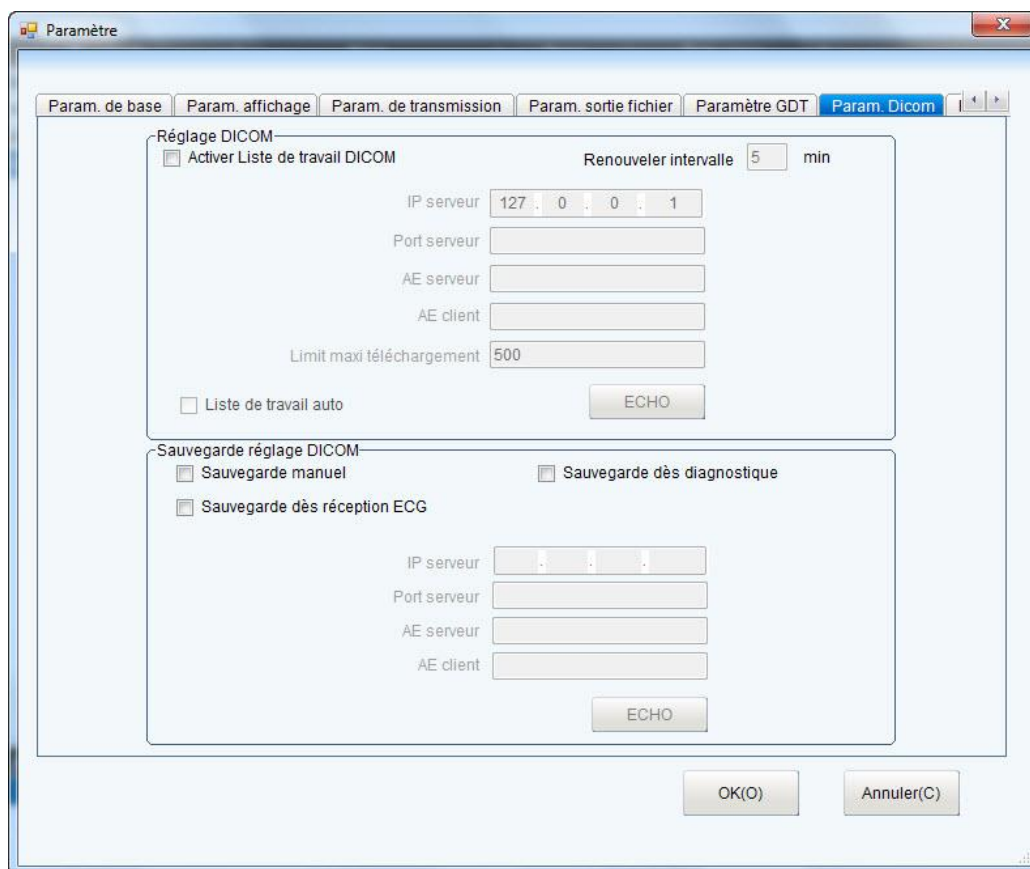 Paramètre
Param. de base Param. affichage Param. de transmission Param. sortie fichier Paramètre GDT Param. Dicom
Réglage DICOM
Activer Liste de travail DICOM Renouveler intervalle 5 min
IP serveur 127 . 0 . 0 . 1
Port serveur
AE serveur
AE client
Limit maxi téléchargement 500
Liste de travail auto ECHO
Sauvegarde réglage DICOM
Sauvegarde manuel Sauvegarde dès diagnostique
Sauvegarde dès réception ECG
IP serveur . . .
Port serveur
AE serveur
AE client
ECHO
OK(O) Annuler(C)